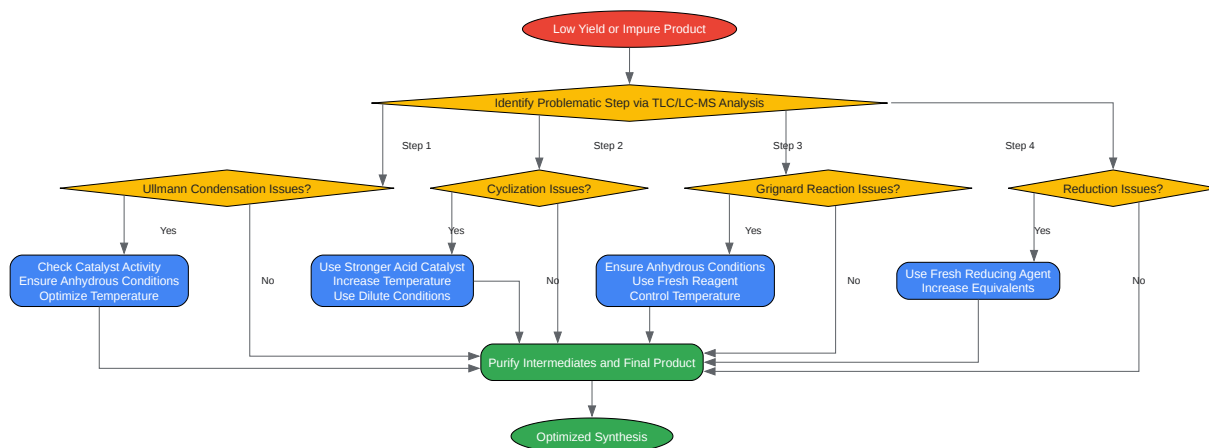 Low Yield or Impure Product
Identify Problematic Step via TLC/LC-MS Analysis
Step 1
Step 2
Step 3
Step 4
Ullmann Condensation Issues?
Cyclization Issues?
Grignard Reaction Issues?
Reduction Issues?
Yes
Yes
Yes
Yes
Check Catalyst Activity
Ensure Anhydrous Conditions
Optimize Temperature
No
Use Stronger Acid Catalyst
Increase Temperature
Use Dilute Conditions
No
Ensure Anhydrous Conditions
Use Fresh Reagent
Control Temperature
No
Use Fresh Reducing Agent
Increase Equivalents
No
Purify Intermediates and Final Product
Optimized Synthesis